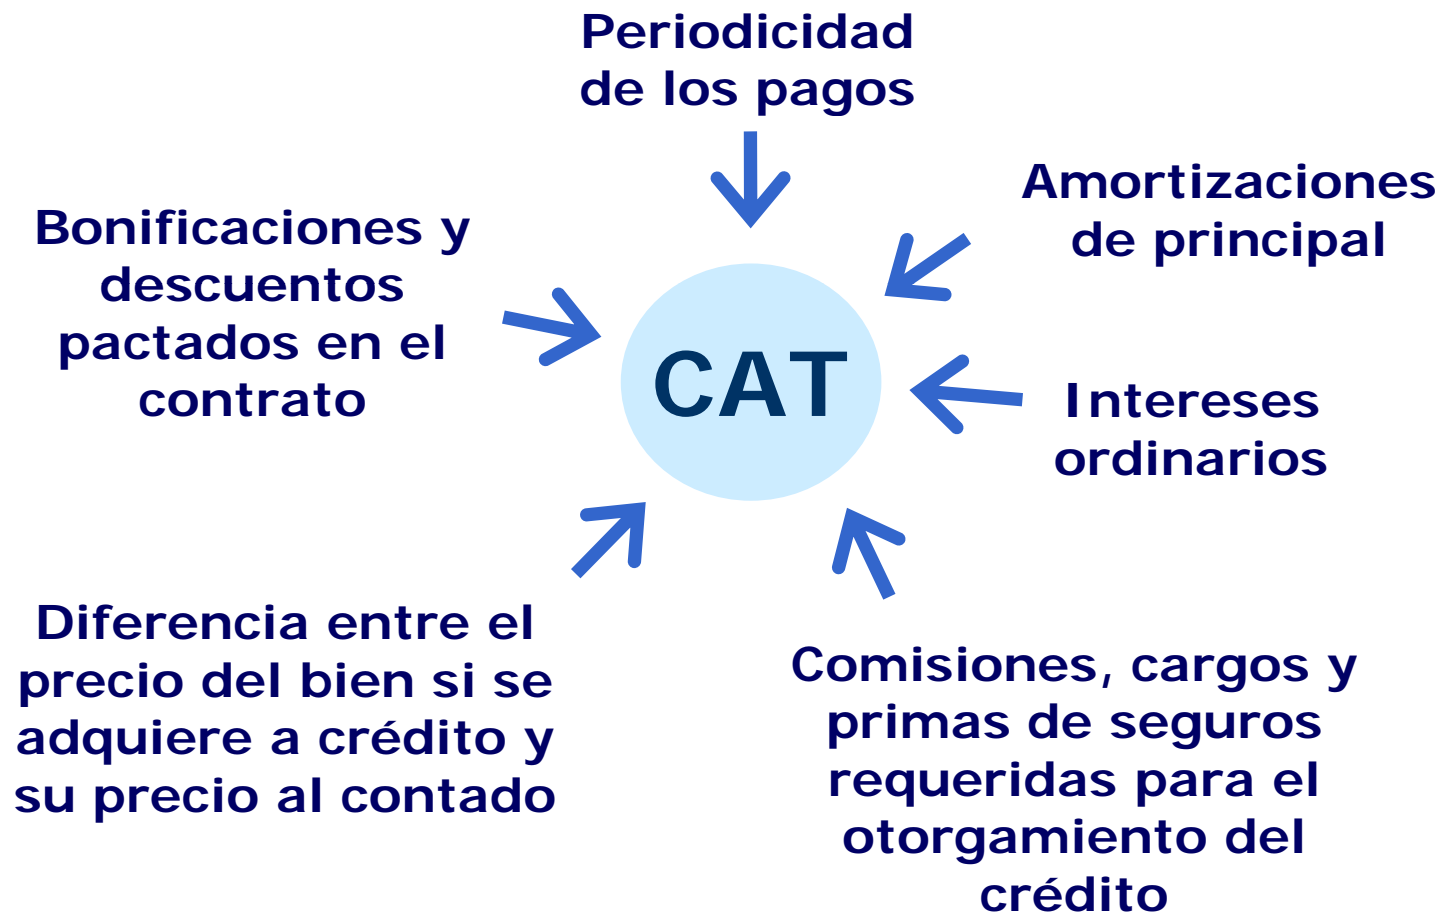 Periodicidad
de los pagos
Amortizaciones
de principal
Bonificaciones y
descuentos
pactados en el
contrato
CAT
Intereses
ordinarios
Diferencia entre el
precio del bien si se
adquiere a crédito y
su precio al contado
Comisiones, cargos y
primas de seguros
requeridas para el
otorgamiento del
crédito